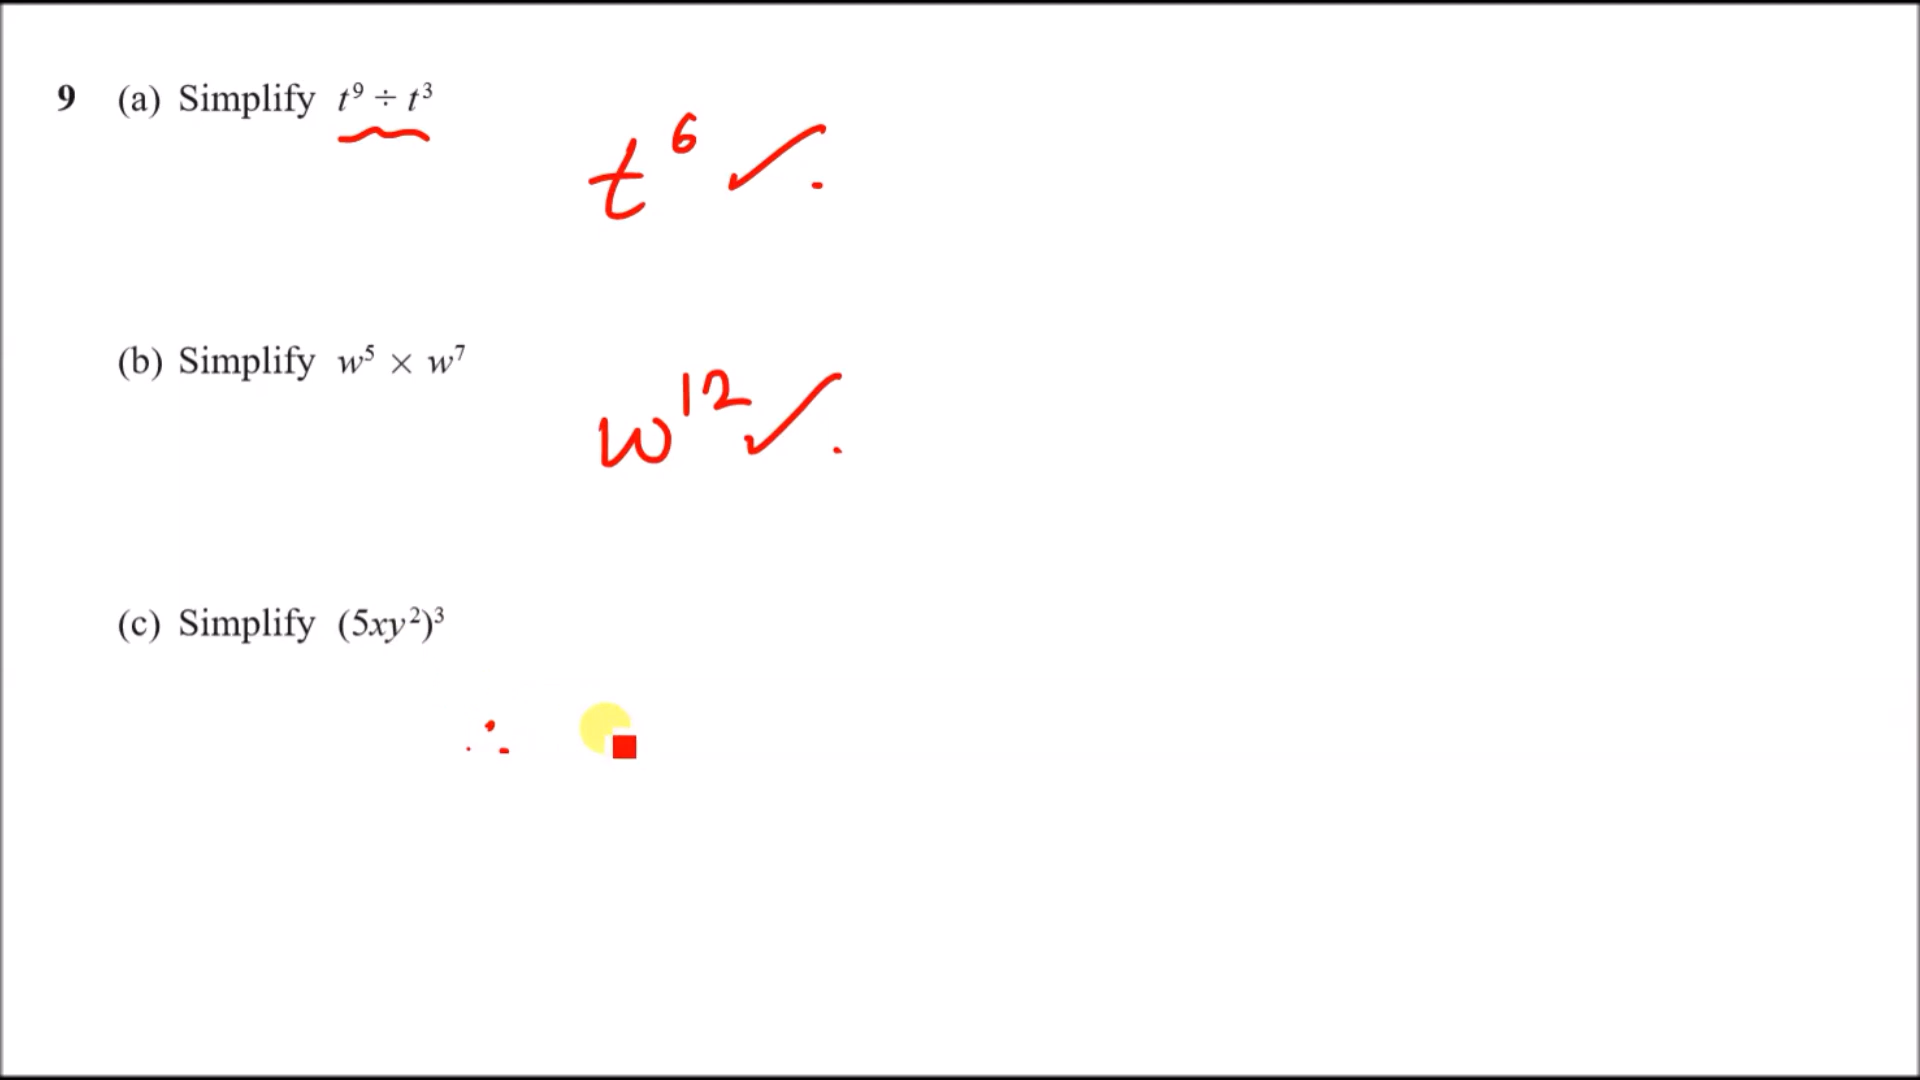 9 (a) Simplify t⁹ ÷ t³
t⁶ ✓.
(b) Simplify w⁵ × w⁷
w¹² ✓.
(c) Simplify (5xy²)³
∴